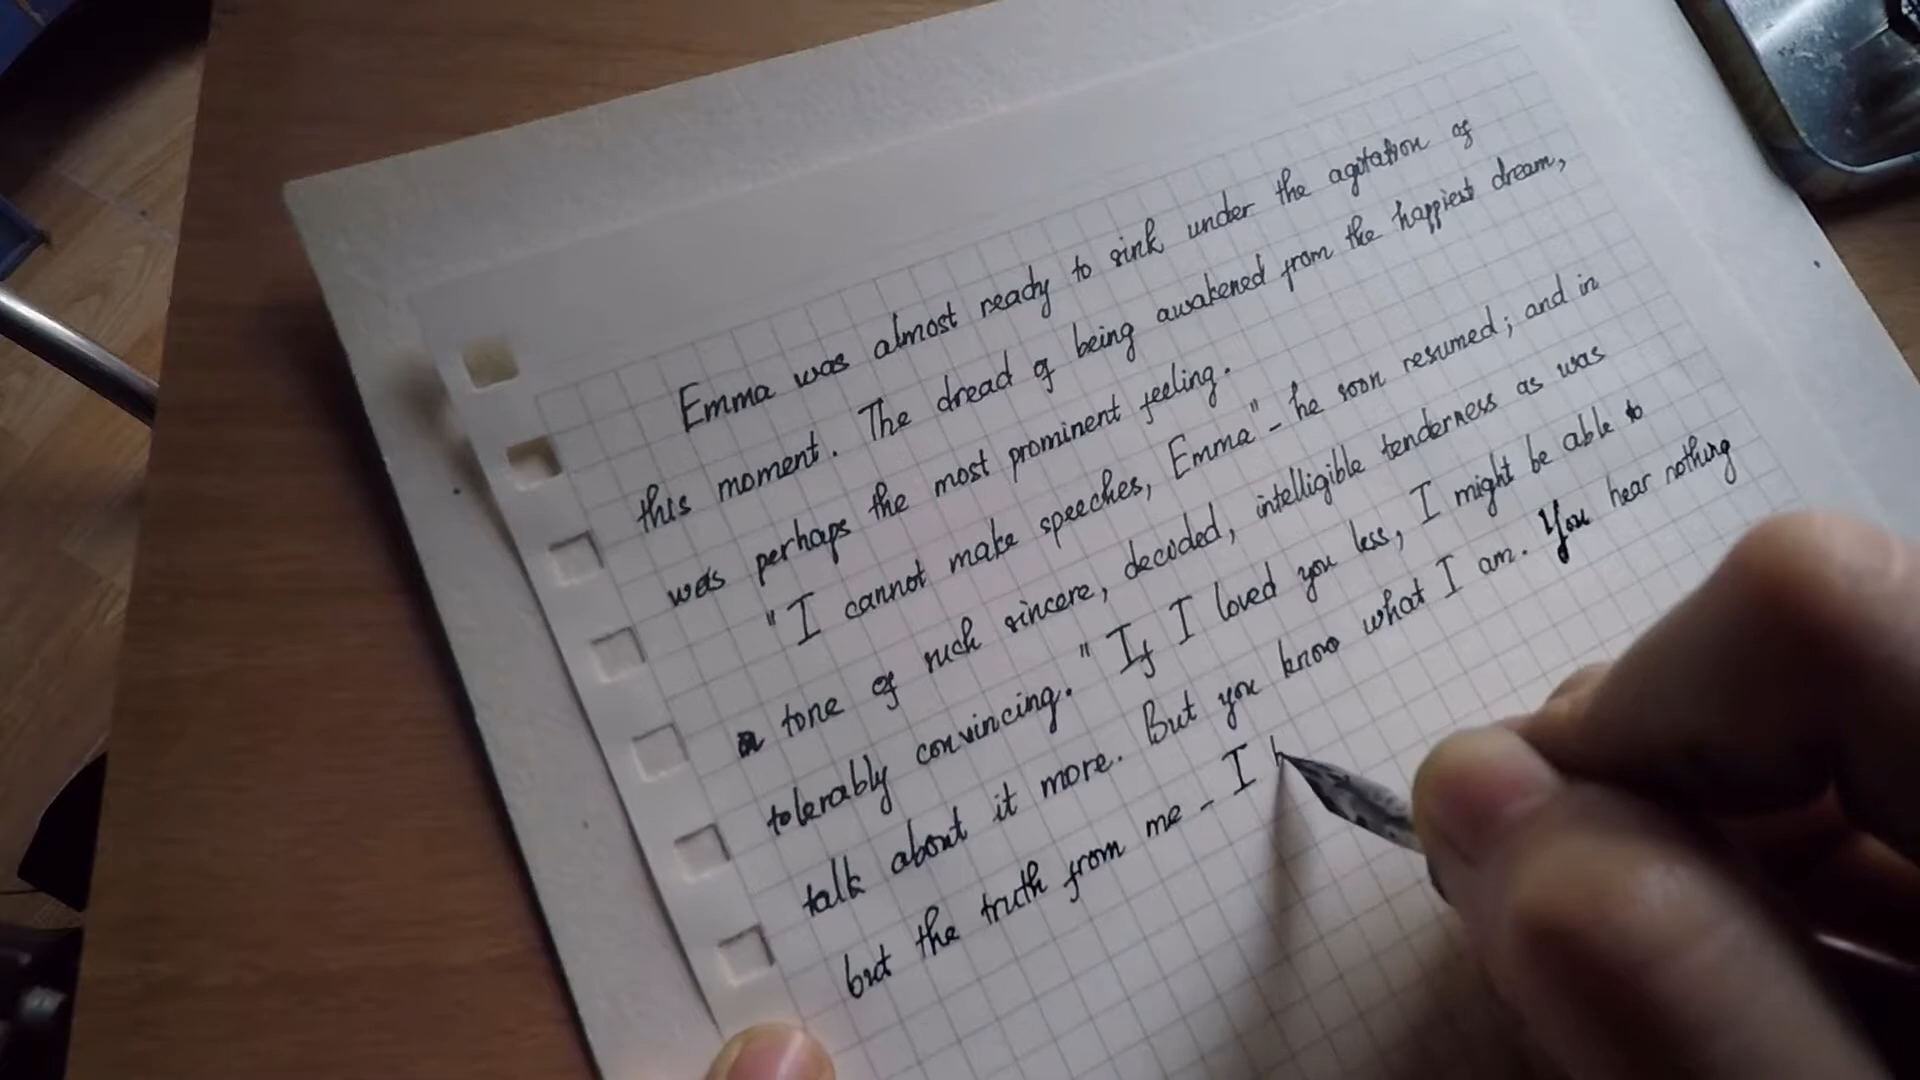 Emma was almost ready to sink under the agitation of
this moment. The dread of being awakened from the happiest dream,
was perhaps the most prominent feeling.
"I cannot make speeches, Emma" - he soon resumed; and in
a tone of such sincere, decided, intelligible tenderness as was
tolerably convincing. "If I loved you less, I might be able to
talk about it more. But you know what I am. You hear nothing
but the truth from me - I